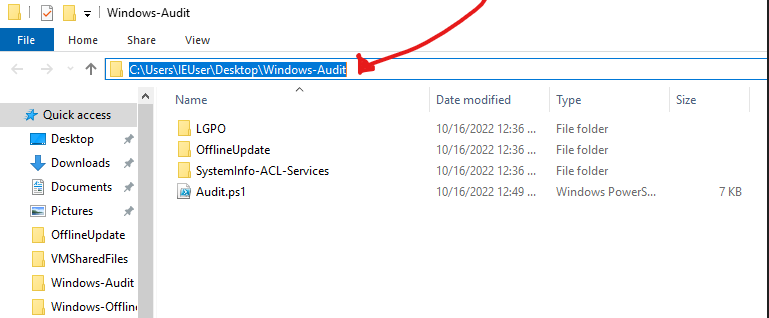 Windows-Audit
File Home Share View
C:\Users\IEUser\Desktop\Windows-Audit
Name Date modified Type Size
Quick access
Desktop
Downloads
Documents
Pictures
OfflineUpdate
VMSharedFiles
Windows-Audit
Windows-Offlin
LGPO 10/16/2022 12:36 ... File folder
OfflineUpdate 10/16/2022 12:36 ... File folder
SystemInfo-ACL-Services 10/16/2022 12:36 ... File folder
Audit.ps1 10/16/2022 12:49 ... Windows PowerS... 7 KB